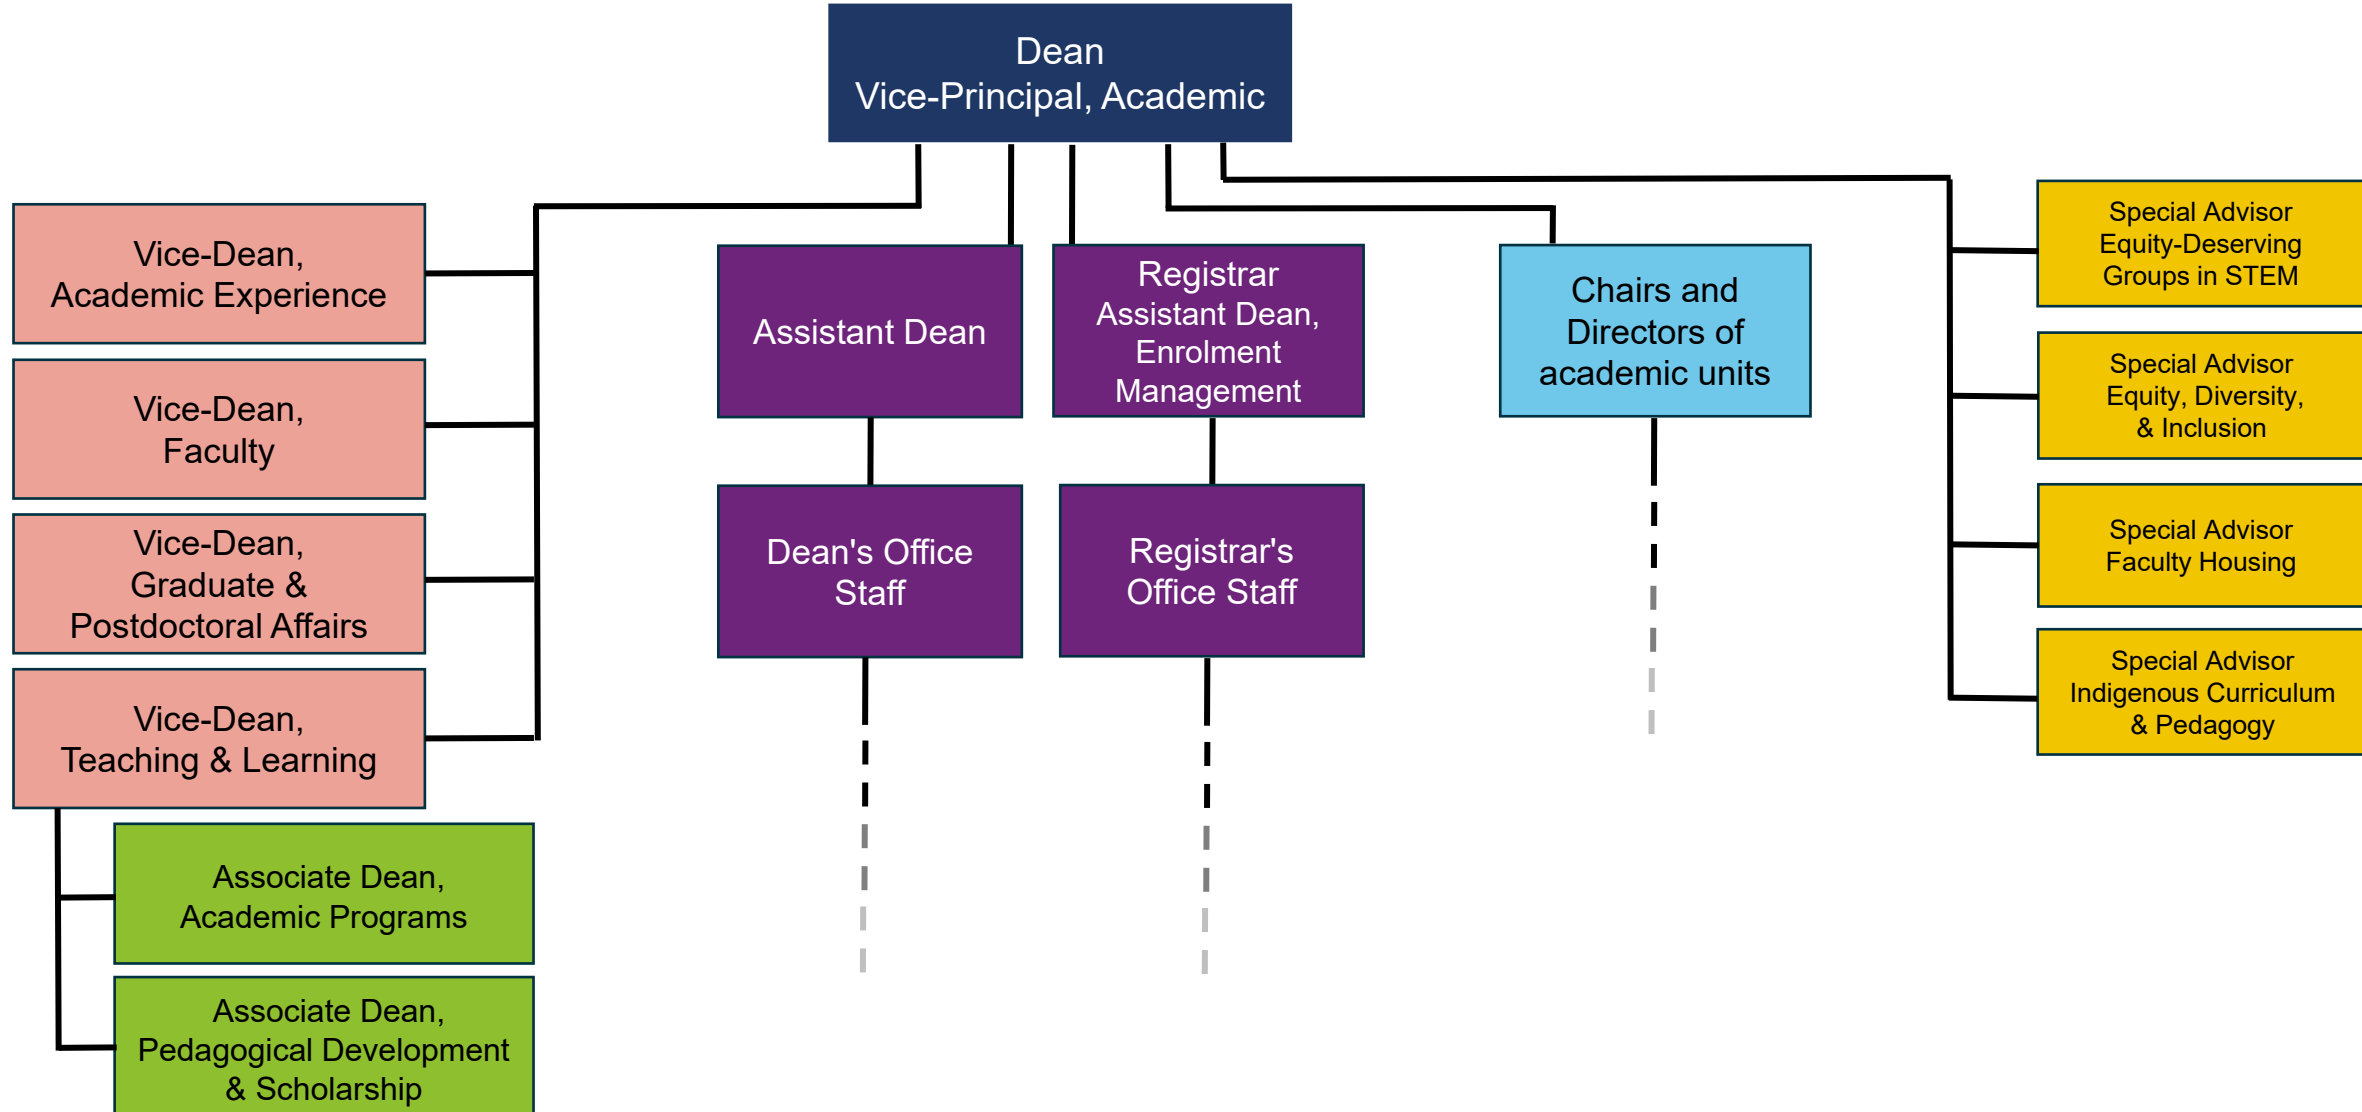 Dean
Vice-Principal, Academic
Vice-Dean,
Academic Experience
Vice-Dean,
Faculty
Vice-Dean,
Graduate &
Postdoctoral Affairs
Vice-Dean,
Teaching & Learning
Associate Dean,
Academic Programs
Associate Dean,
Pedagogical Development
& Scholarship
Assistant Dean
Dean's Office
Staff
Registrar
Assistant Dean,
Enrolment
Management
Registrar's
Office Staff
Chairs and
Directors of
academic units
Special Advisor
Equity-Deserving
Groups in STEM
Special Advisor
Equity, Diversity,
& Inclusion
Special Advisor
Faculty Housing
Special Advisor
Indigenous Curriculum
& Pedagogy